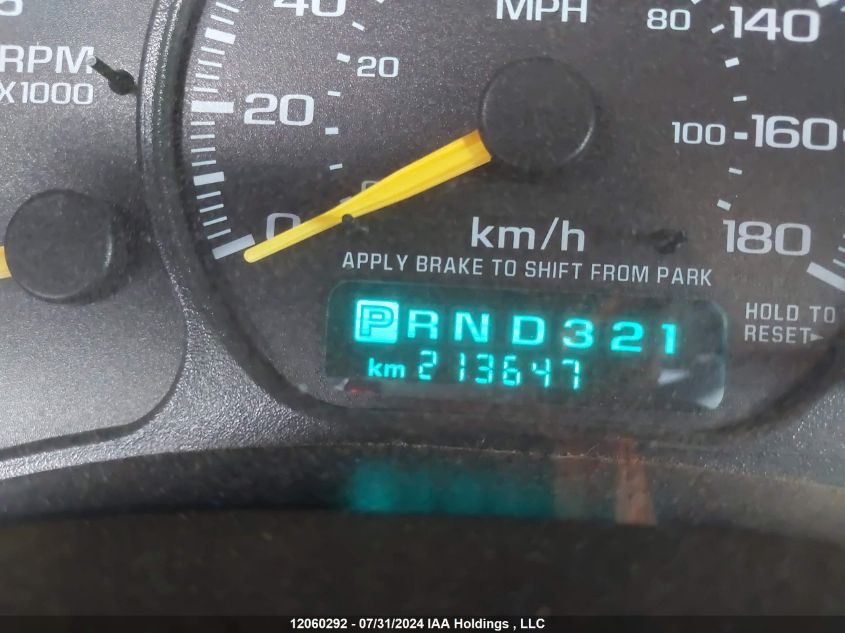 5
RPM
X1000
40
MPH
80
140
20
20
100
160
0
km/h
180
APPLY BRAKE TO SHIFT FROM PARK
HOLD TO
RESET
PRND321
km 213647
12060292 - 07/31/2024 IAA Holdings , LLC